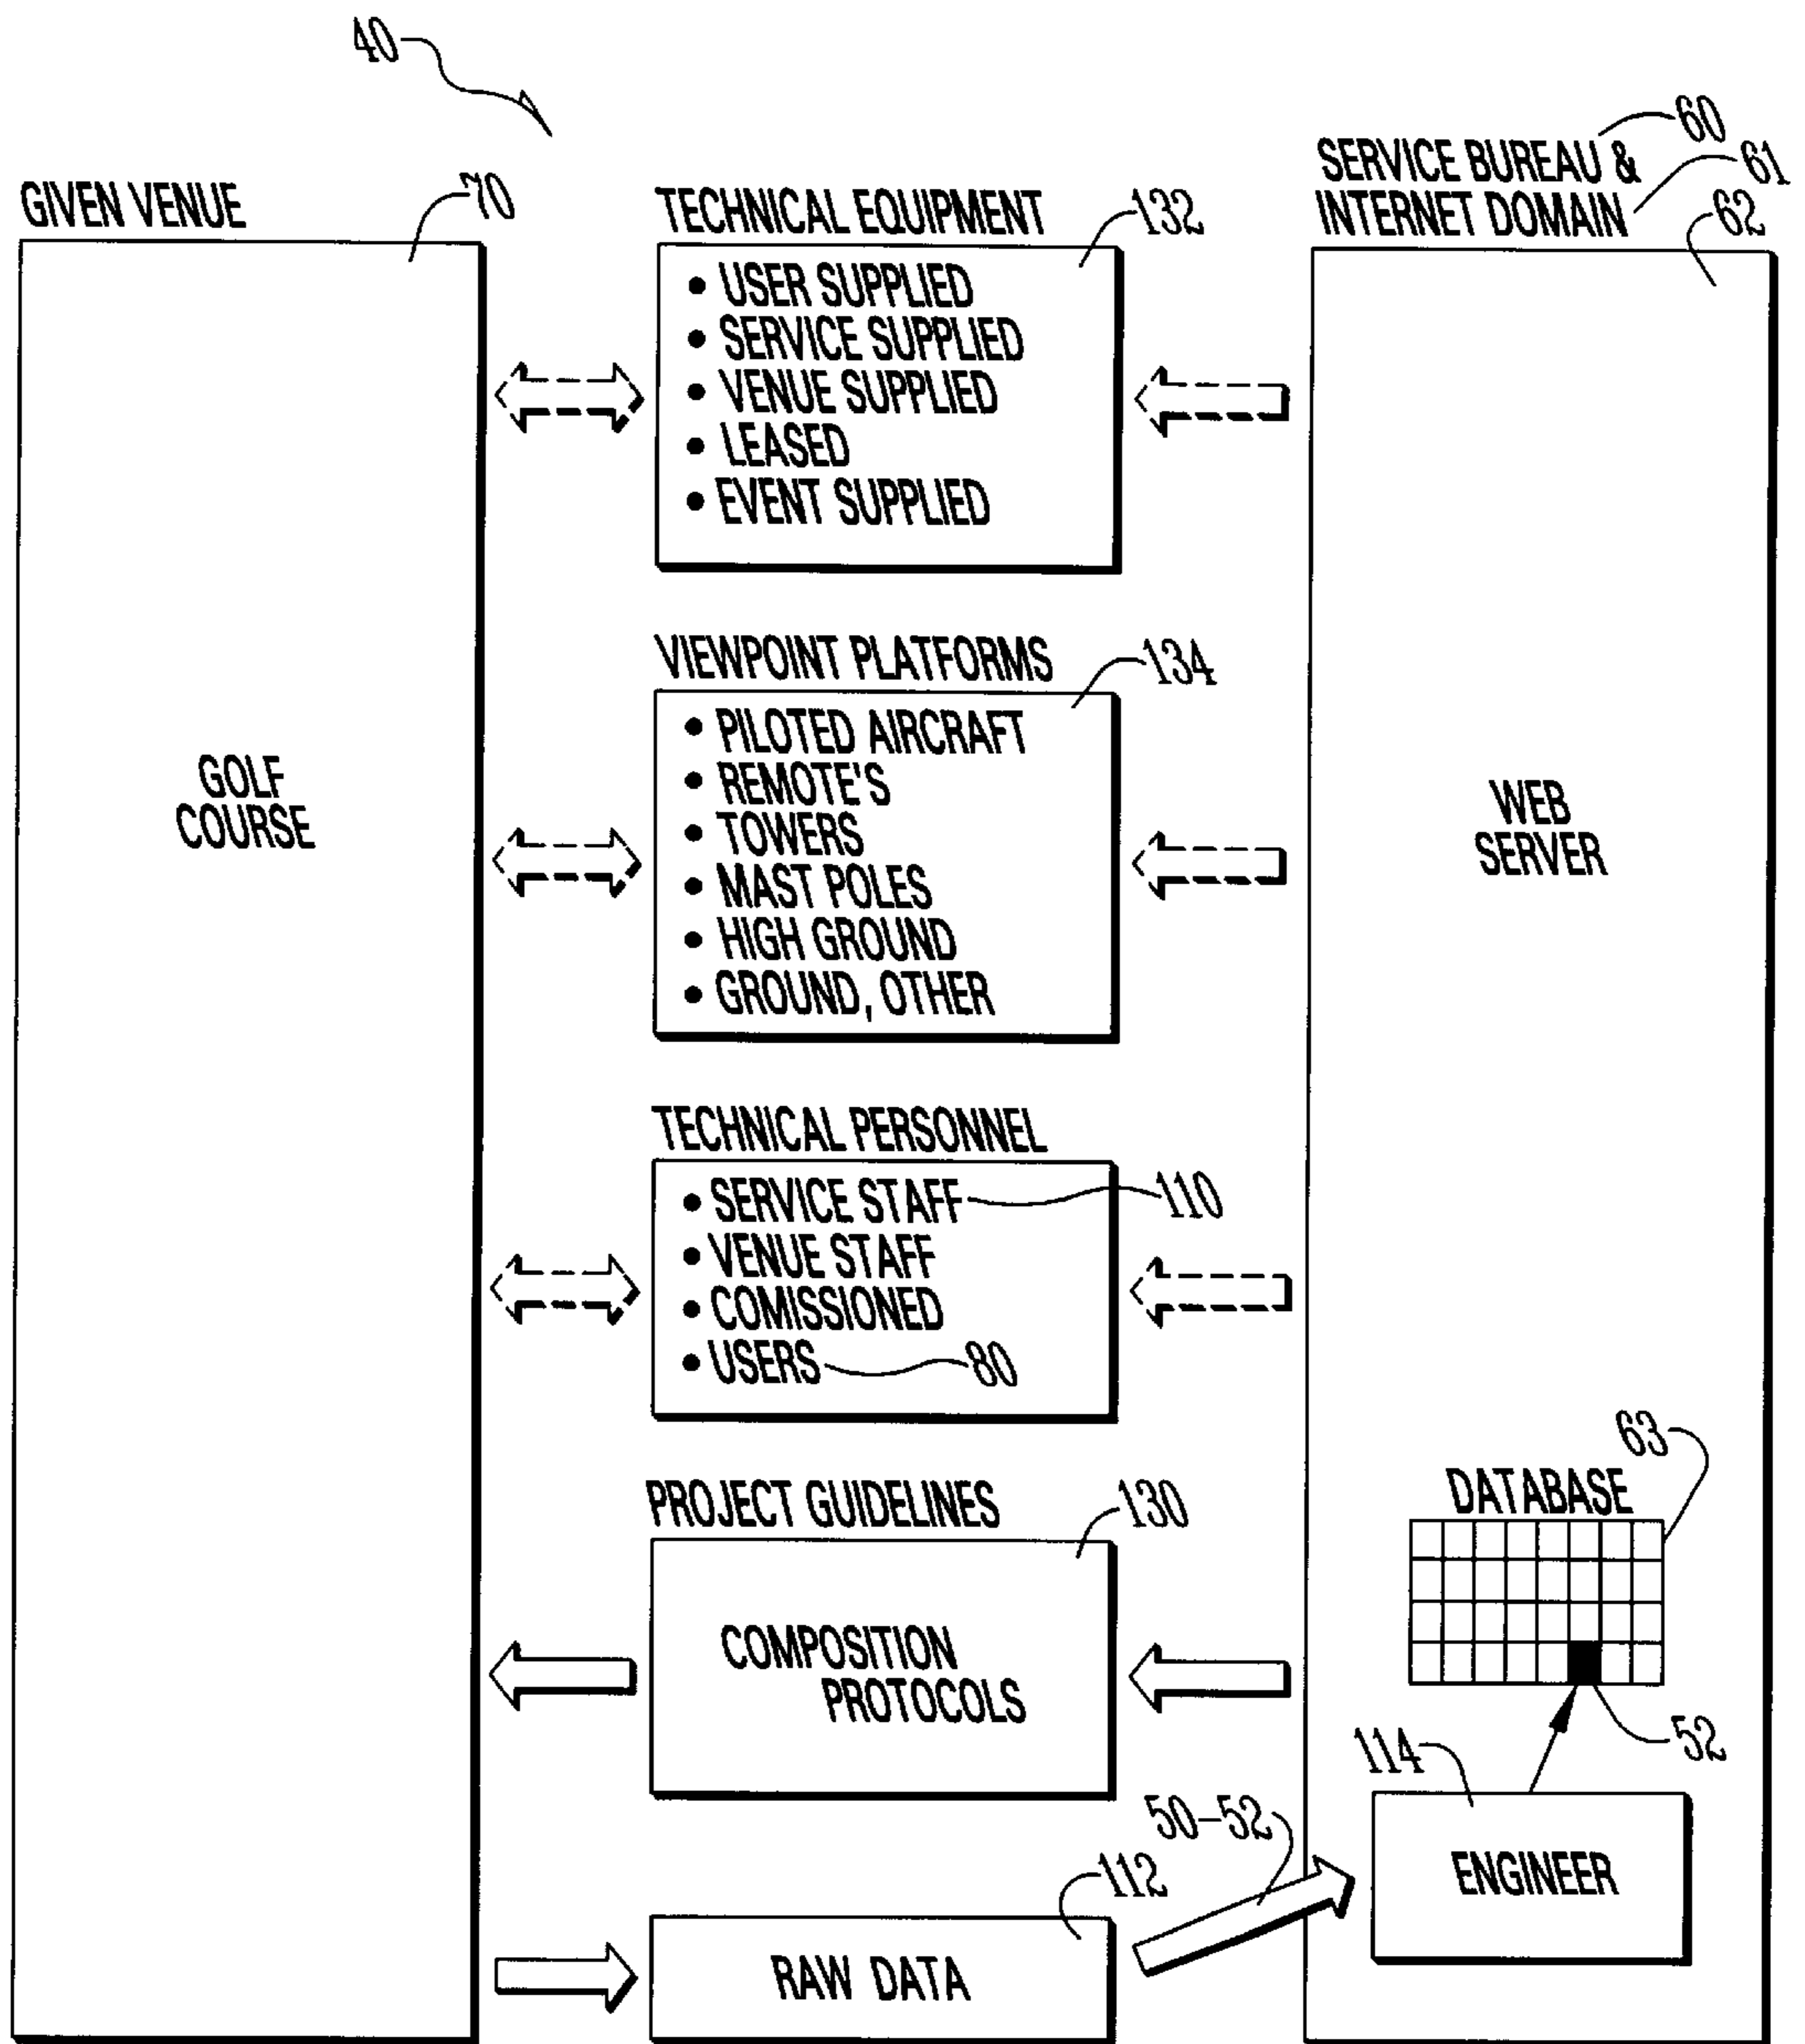 40
GIVEN VENUE
70
GOLF
COURSE
TECHNICAL EQUIPMENT
132
• USER SUPPLIED
• SERVICE SUPPLIED
• VENUE SUPPLIED
• LEASED
• EVENT SUPPLIED
VIEWPOINT PLATFORMS
134
• PILOTED AIRCRAFT
• REMOTE'S
• TOWERS
• MAST POLES
• HIGH GROUND
• GROUND, OTHER
TECHNICAL PERSONNEL
• SERVICE STAFF 110
• VENUE STAFF
• COMISSIONED
• USERS 80
PROJECT GUIDELINES
130
COMPOSITION
PROTOCOLS
112
RAW DATA
50-52
SERVICE BUREAU & 60
INTERNET DOMAIN 61
62
WEB
SERVER
63
DATABASE
52
114
ENGINEER